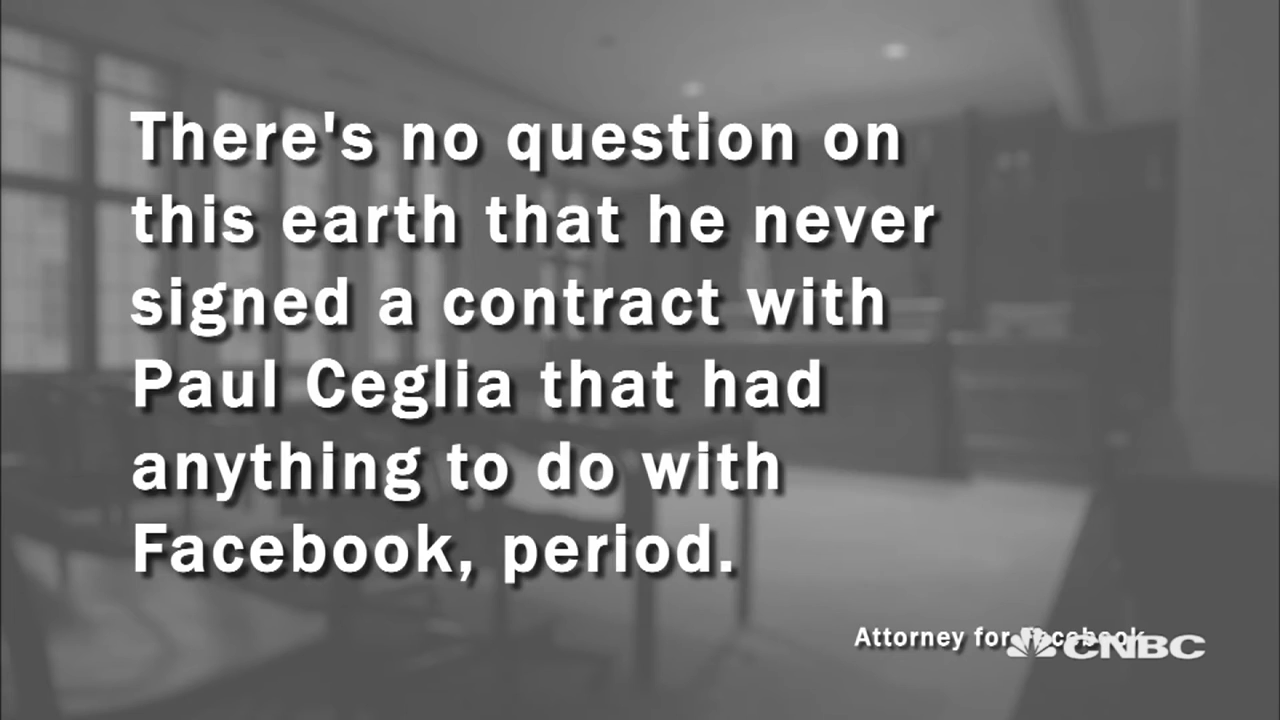 There's no question on
this earth that he never
signed a contract with
Paul Ceglia that had
anything to do with
Facebook, period.
Attorney for Facebook
CNBC